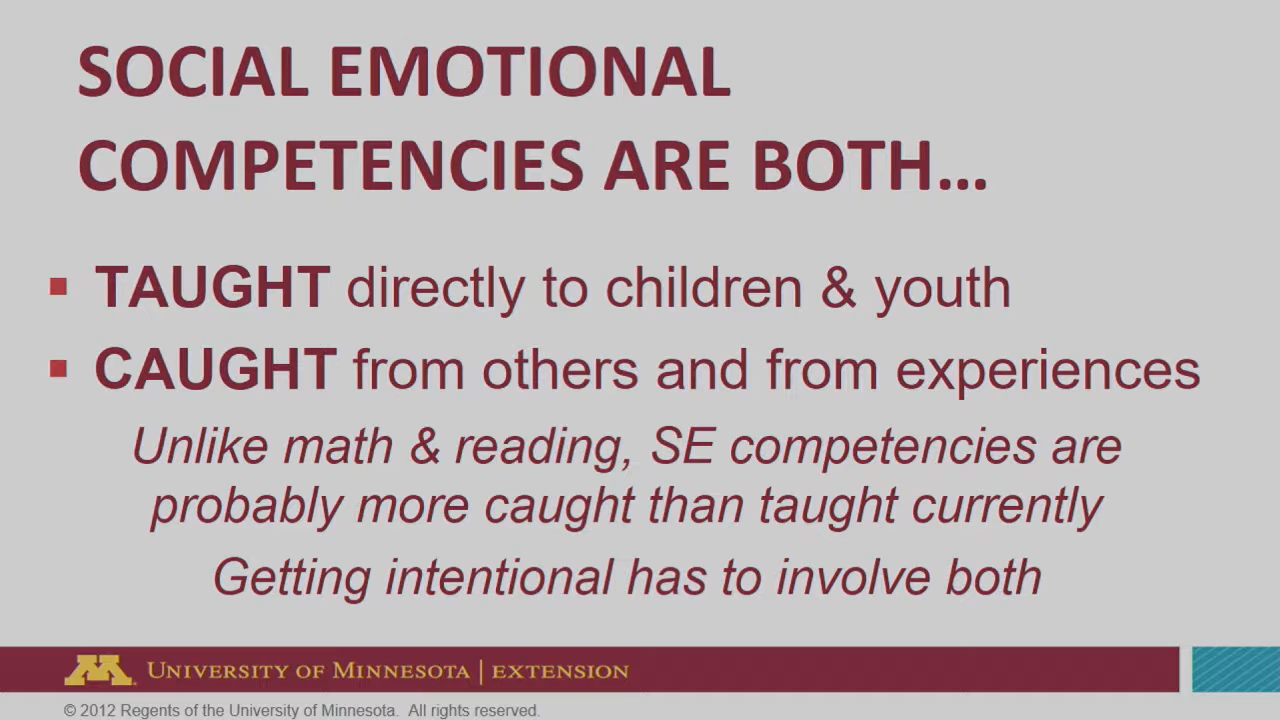 SOCIAL EMOTIONAL
COMPETENCIES ARE BOTH…
▪ TAUGHT directly to children & youth
▪ CAUGHT from others and from experiences
Unlike math & reading, SE competencies are
probably more caught than taught currently
Getting intentional has to involve both
M UNIVERSITY OF MINNESOTA | EXTENSION
© 2012 Regents of the University of Minnesota. All rights reserved.